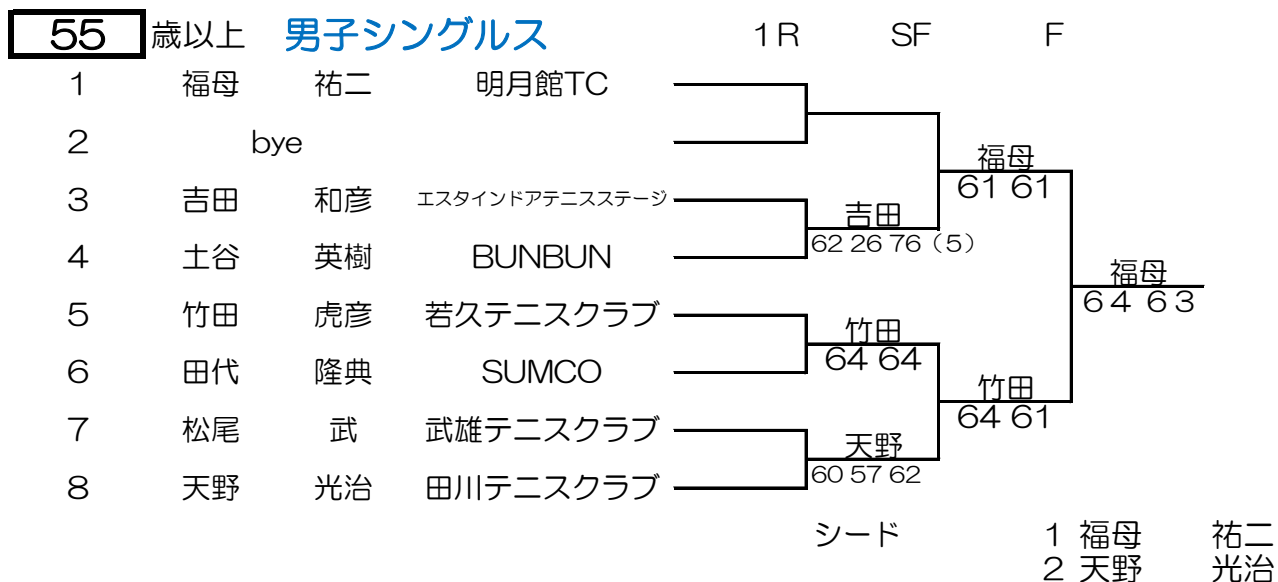 55 歳以上 男子シングルス 1R SF F
1 福母 祐二 明月館TC
2 bye
福母
61 61
3 吉田 和彦 エスタインドアテニスステージ
吉田
62 26 76（5）
4 土谷 英樹 BUNBUN
福母
64 63
5 竹田 虎彦 若久テニスクラブ
竹田
64 64
6 田代 隆典 SUMCO
竹田
64 61
7 松尾 武 武雄テニスクラブ
天野
60 57 62
8 天野 光治 田川テニスクラブ
シード 1 福母 祐二
2 天野 光治